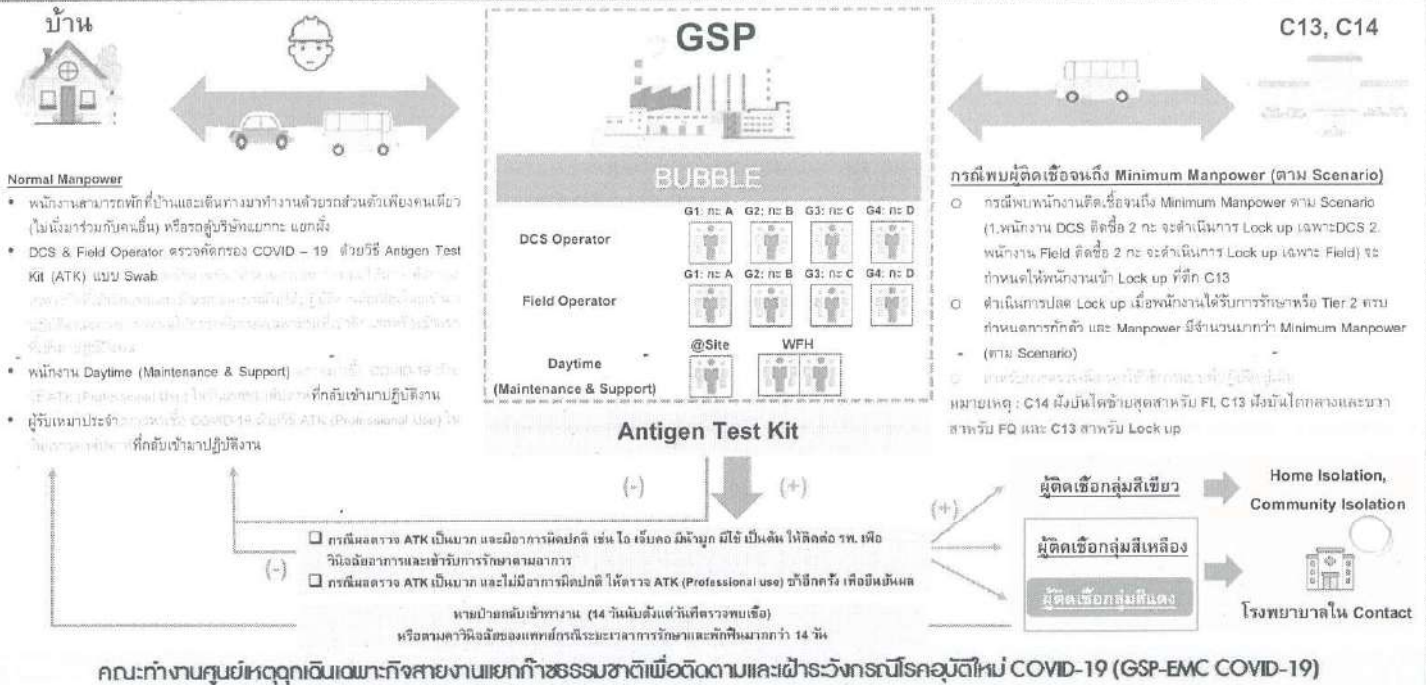 บ้าน
GSP
C13, C14
BUBBLE
G1: กะ A G2: กะ B G3: กะ C G4: กะ D
DCS Operator
G1: กะ A G2: กะ B G3: กะ C G4: กะ D
Field Operator
@Site WFH
Daytime
(Maintenance & Support)
Normal Manpower
• พนักงานสามารถพักที่บ้านและเดินทางมาทำงานด้วยรถส่วนตัวเพียงคนเดียว
(ไม่นั่งมาร่วมกับคนอื่น) หรือรถตู้บริษัทแยกกะ แยกฝั่ง
• DCS & Field Operator ตรวจคัดกรอง COVID – 19 ด้วยวิธี Antigen Test
Kit (ATK) แบบ Swab
• พนักงาน Daytime (Maintenance & Support)
ที่กลับเข้ามาปฏิบัติงาน
• ผู้รับเหมาประจำ
ที่กลับเข้ามาปฏิบัติงาน
กรณีพบผู้ติดเชื้อจนถึง Minimum Manpower (ตาม Scenario)
กรณีพบพนักงานติดเชื้อจนถึง Minimum Manpower ตาม Scenario
(1.พนักงาน DCS ติดชื้อ 2 กะ จะดำเนินการ Lock up เฉพาะDCS 2.
พนักงาน Field ติดชื้อ 2 กะ จะดำเนินการ Lock up เฉพาะ Field) จะ
กำหนดให้พนักงานเข้า Lock up ที่ตึก C13
ดำเนินการปลด Lock up เมื่อพนักงานได้รับการรักษาหรือ Tier 2 ครบ
กำหนดการกักตัว และ Manpower มีจำนวนมากว่า Minimum Manpower
(ตาม Scenario)
หมายเหตุ : C14 ฝั่งบันไดซ้ายสุดสาหรับ FI, C13 ฝั่งบันไดกลางและขวา
สาหรับ FQ และ C13 สาหรับ Lock up
Antigen Test Kit
(-) (+)
(-)
กรณีผลตรวจ ATK เป็นบวก และมีอาการผิดปกติ เช่น ไอ เจ็บคอ มีน้ำมูก มีไข้ เป็นต้น ให้ติดต่อ รพ. เพื่อ
วินิจฉัยอาการและเข้ารับการรักษาตามอาการ
กรณีผลตรวจ ATK เป็นบวก และไม่มีอาการผิดปกติ ให้ตรวจ ATK (Professional use) ซ้ำอีกครั้ง เพื่อยืนยันผล
หายป่วยกลับเข้าทางาน (14 วันนับตั้งแต่วันที่ตรวจพบเชื้อ)
หรือตามคาวินิจฉัยของแพทย์กรณีระยะเวลาการรักษาและพักฟื้นมากกว่า 14 วัน
(+)
ผู้ติดเชื้อกลุ่มสีเขียว
ผู้ติดเชื้อกลุ่มสีเหลือง
ผู้ติดเชื้อกลุ่มสีแดง
Home Isolation,
Community Isolation
โรงพยาบาลใน Contact
คณะทำงานศูนย์เหตุฉุกเฉินเฉพาะกิจสายงานแยกก๊าซธรรมชาติเพื่อติดตามและเฝ้าระวังกรณีโรคอุบัติใหม่ COVID-19 (GSP-EMC COVID-19)